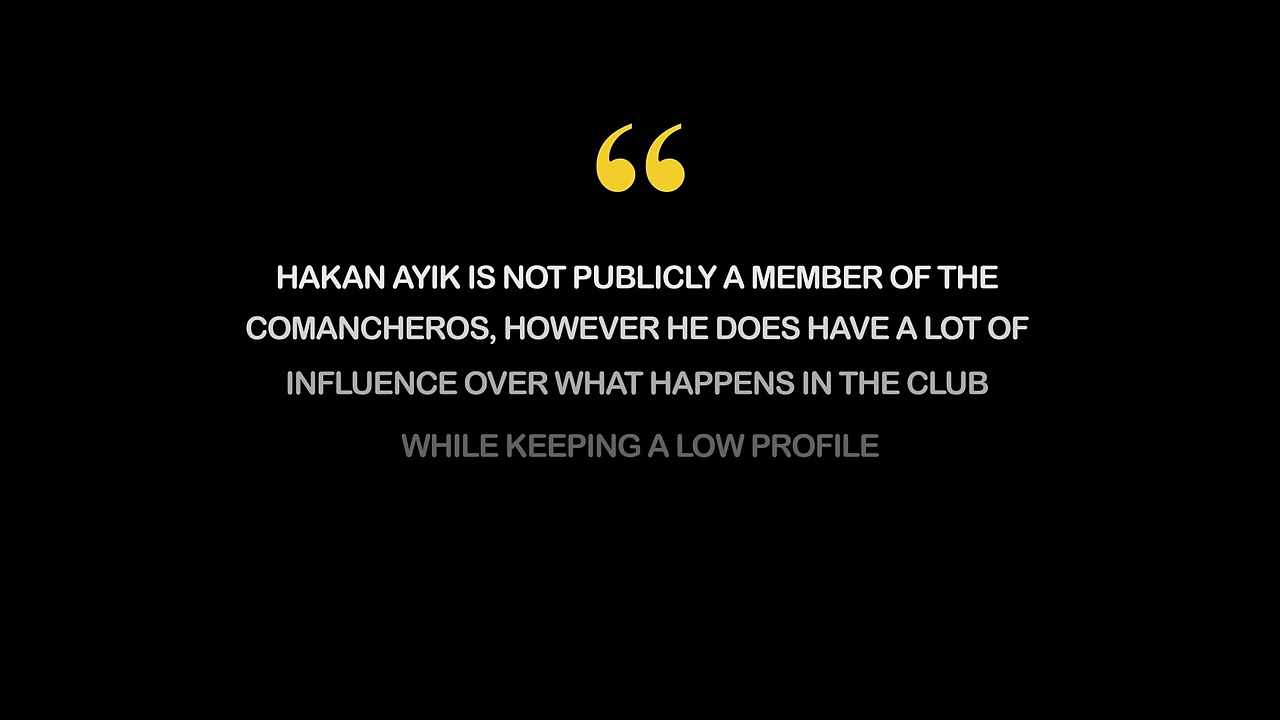 “
HAKAN AYIK IS NOT PUBLICLY A MEMBER OF THE
COMANCHEROS, HOWEVER HE DOES HAVE A LOT OF
INFLUENCE OVER WHAT HAPPENS IN THE CLUB
WHILE KEEPING A LOW PROFILE